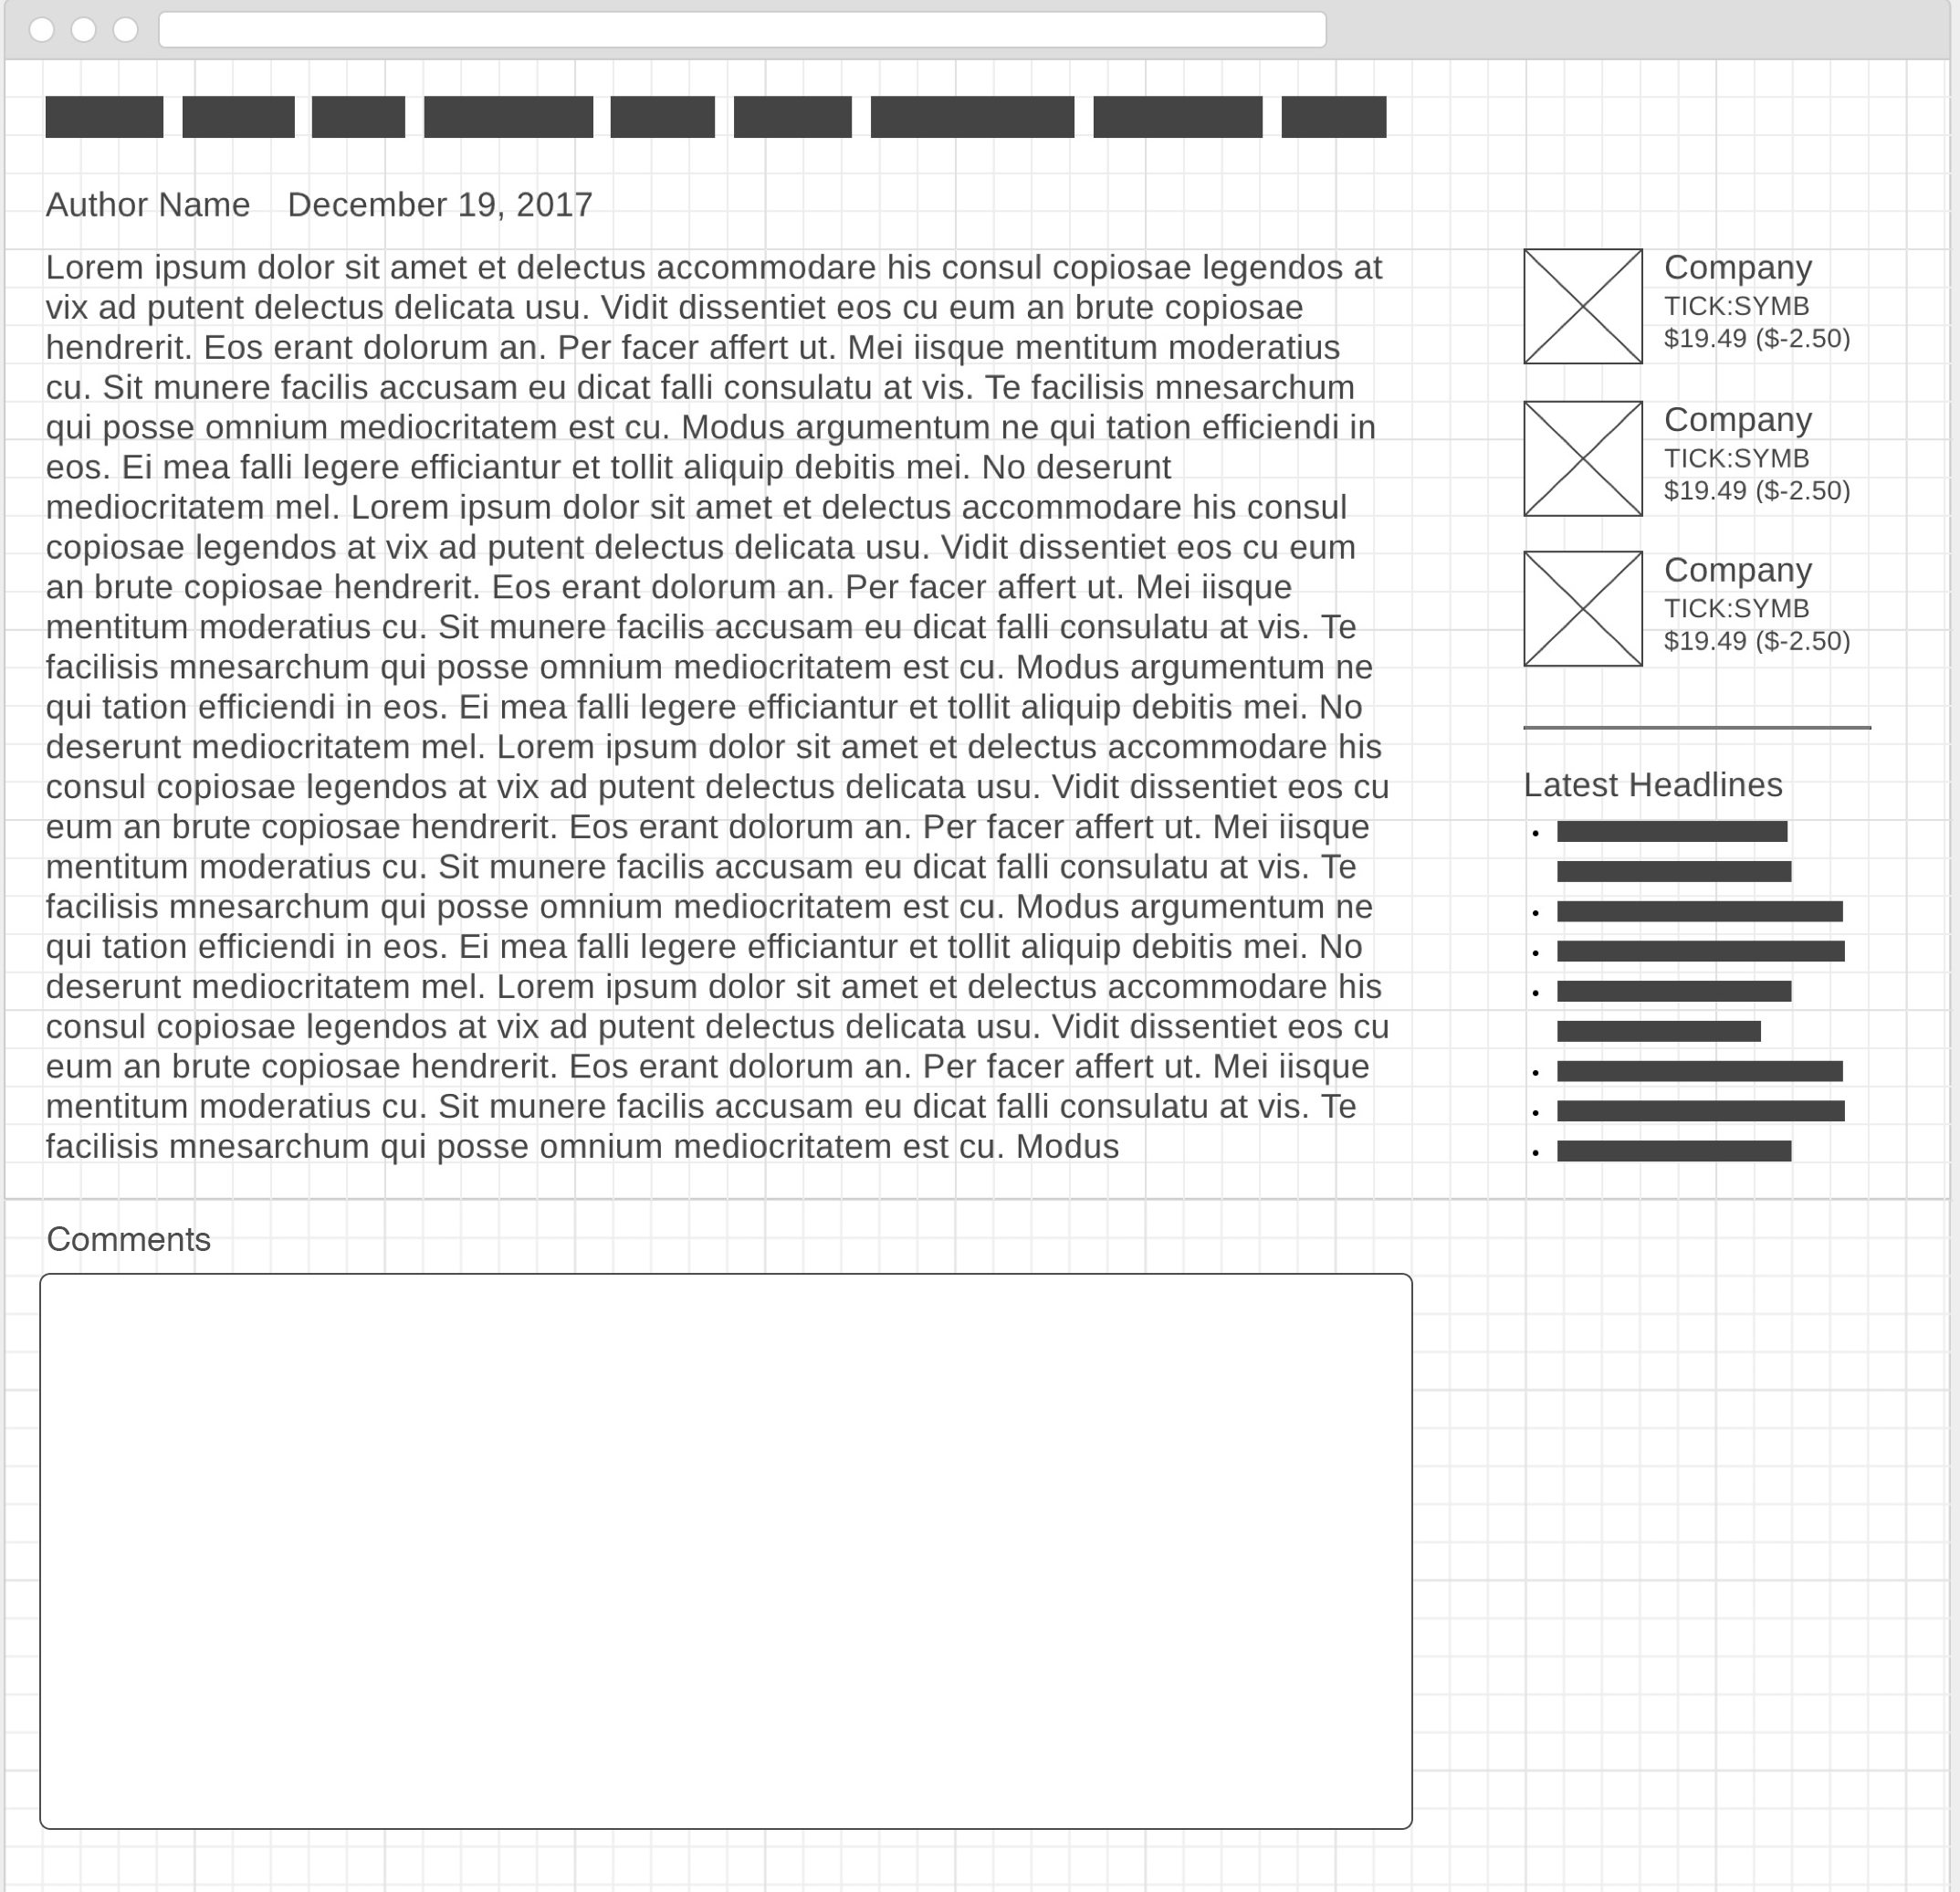 Author Name December 19, 2017
Lorem ipsum dolor sit amet et delectus accommodare his consul copiosae legendos at
vix ad putent delectus delicata usu. Vidit dissentiet eos cu eum an brute copiosae
hendrerit. Eos erant dolorum an. Per facer affert ut. Mei iisque mentitum moderatius
cu. Sit munere facilis accusam eu dicat falli consulatu at vis. Te facilisis mnesarchum
qui posse omnium mediocritatem est cu. Modus argumentum ne qui tation efficiendi in
eos. Ei mea falli legere efficiantur et tollit aliquip debitis mei. No deserunt
mediocritatem mel. Lorem ipsum dolor sit amet et delectus accommodare his consul
copiosae legendos at vix ad putent delectus delicata usu. Vidit dissentiet eos cu eum
an brute copiosae hendrerit. Eos erant dolorum an. Per facer affert ut. Mei iisque
mentitum moderatius cu. Sit munere facilis accusam eu dicat falli consulatu at vis. Te
facilisis mnesarchum qui posse omnium mediocritatem est cu. Modus argumentum ne
qui tation efficiendi in eos. Ei mea falli legere efficiantur et tollit aliquip debitis mei. No
deserunt mediocritatem mel. Lorem ipsum dolor sit amet et delectus accommodare his
consul copiosae legendos at vix ad putent delectus delicata usu. Vidit dissentiet eos cu
eum an brute copiosae hendrerit. Eos erant dolorum an. Per facer affert ut. Mei iisque
mentitum moderatius cu. Sit munere facilis accusam eu dicat falli consulatu at vis. Te
facilisis mnesarchum qui posse omnium mediocritatem est cu. Modus argumentum ne
qui tation efficiendi in eos. Ei mea falli legere efficiantur et tollit aliquip debitis mei. No
deserunt mediocritatem mel. Lorem ipsum dolor sit amet et delectus accommodare his
consul copiosae legendos at vix ad putent delectus delicata usu. Vidit dissentiet eos cu
eum an brute copiosae hendrerit. Eos erant dolorum an. Per facer affert ut. Mei iisque
mentitum moderatius cu. Sit munere facilis accusam eu dicat falli consulatu at vis. Te
facilisis mnesarchum qui posse omnium mediocritatem est cu. Modus
Company
TICK:SYMB
$19.49 ($-2.50)
Company
TICK:SYMB
$19.49 ($-2.50)
Company
TICK:SYMB
$19.49 ($-2.50)
Latest Headlines
Comments